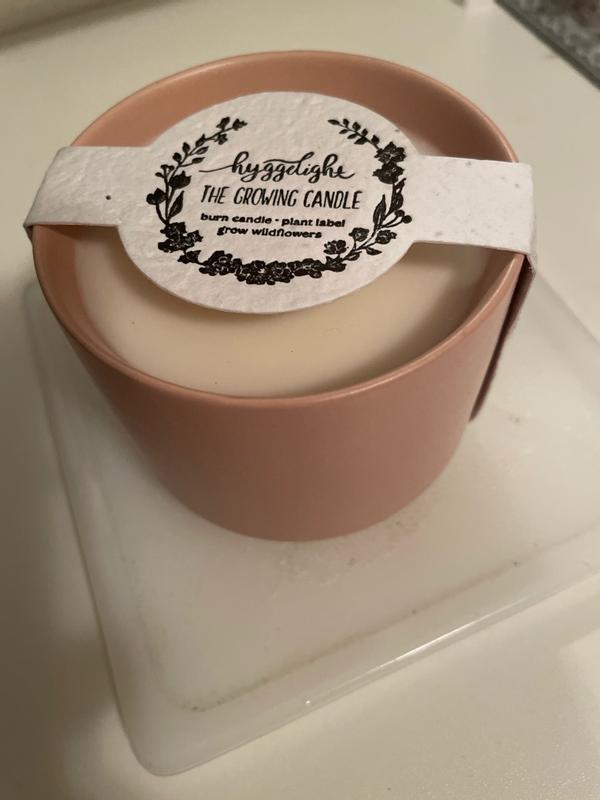 hyggelight
THE GROWING CANDLE
burn candle - plant label
grow wildflowers